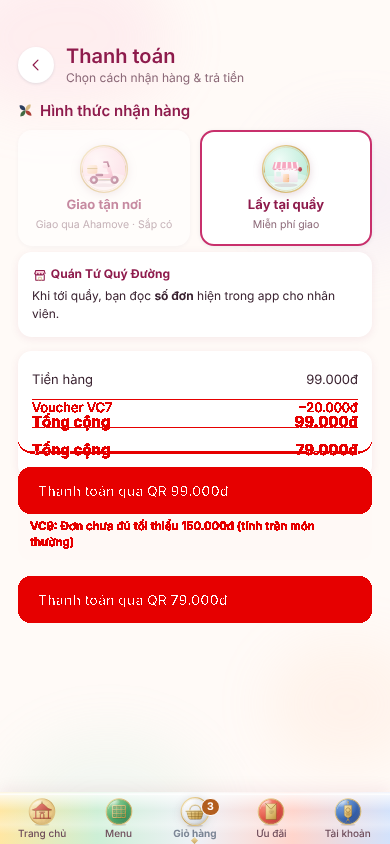 Thanh toán
Chọn cách nhận hàng & trả tiền
Hình thức nhận hàng
Giao tận nơi
Giao qua Ahamove · Sắp có
Lấy tại quầy
Miễn phí giao
Quán Tứ Quý Đường
Khi tới quầy, bạn đọc số đơn hiện trong app cho nhân
viên.
Tiền hàng 99.000đ
Voucher VC7 −20.000đ
Tổng cộng 99.000đ
Tổng cộng 79.000đ
Thanh toán qua QR 99.000đ
VC9: Đơn chưa đủ tối thiểu 150.000đ (tính trên món
thường)
Thanh toán qua QR 79.000đ
3
Trang chủ Menu Giỏ hàng Ưu đãi Tài khoản